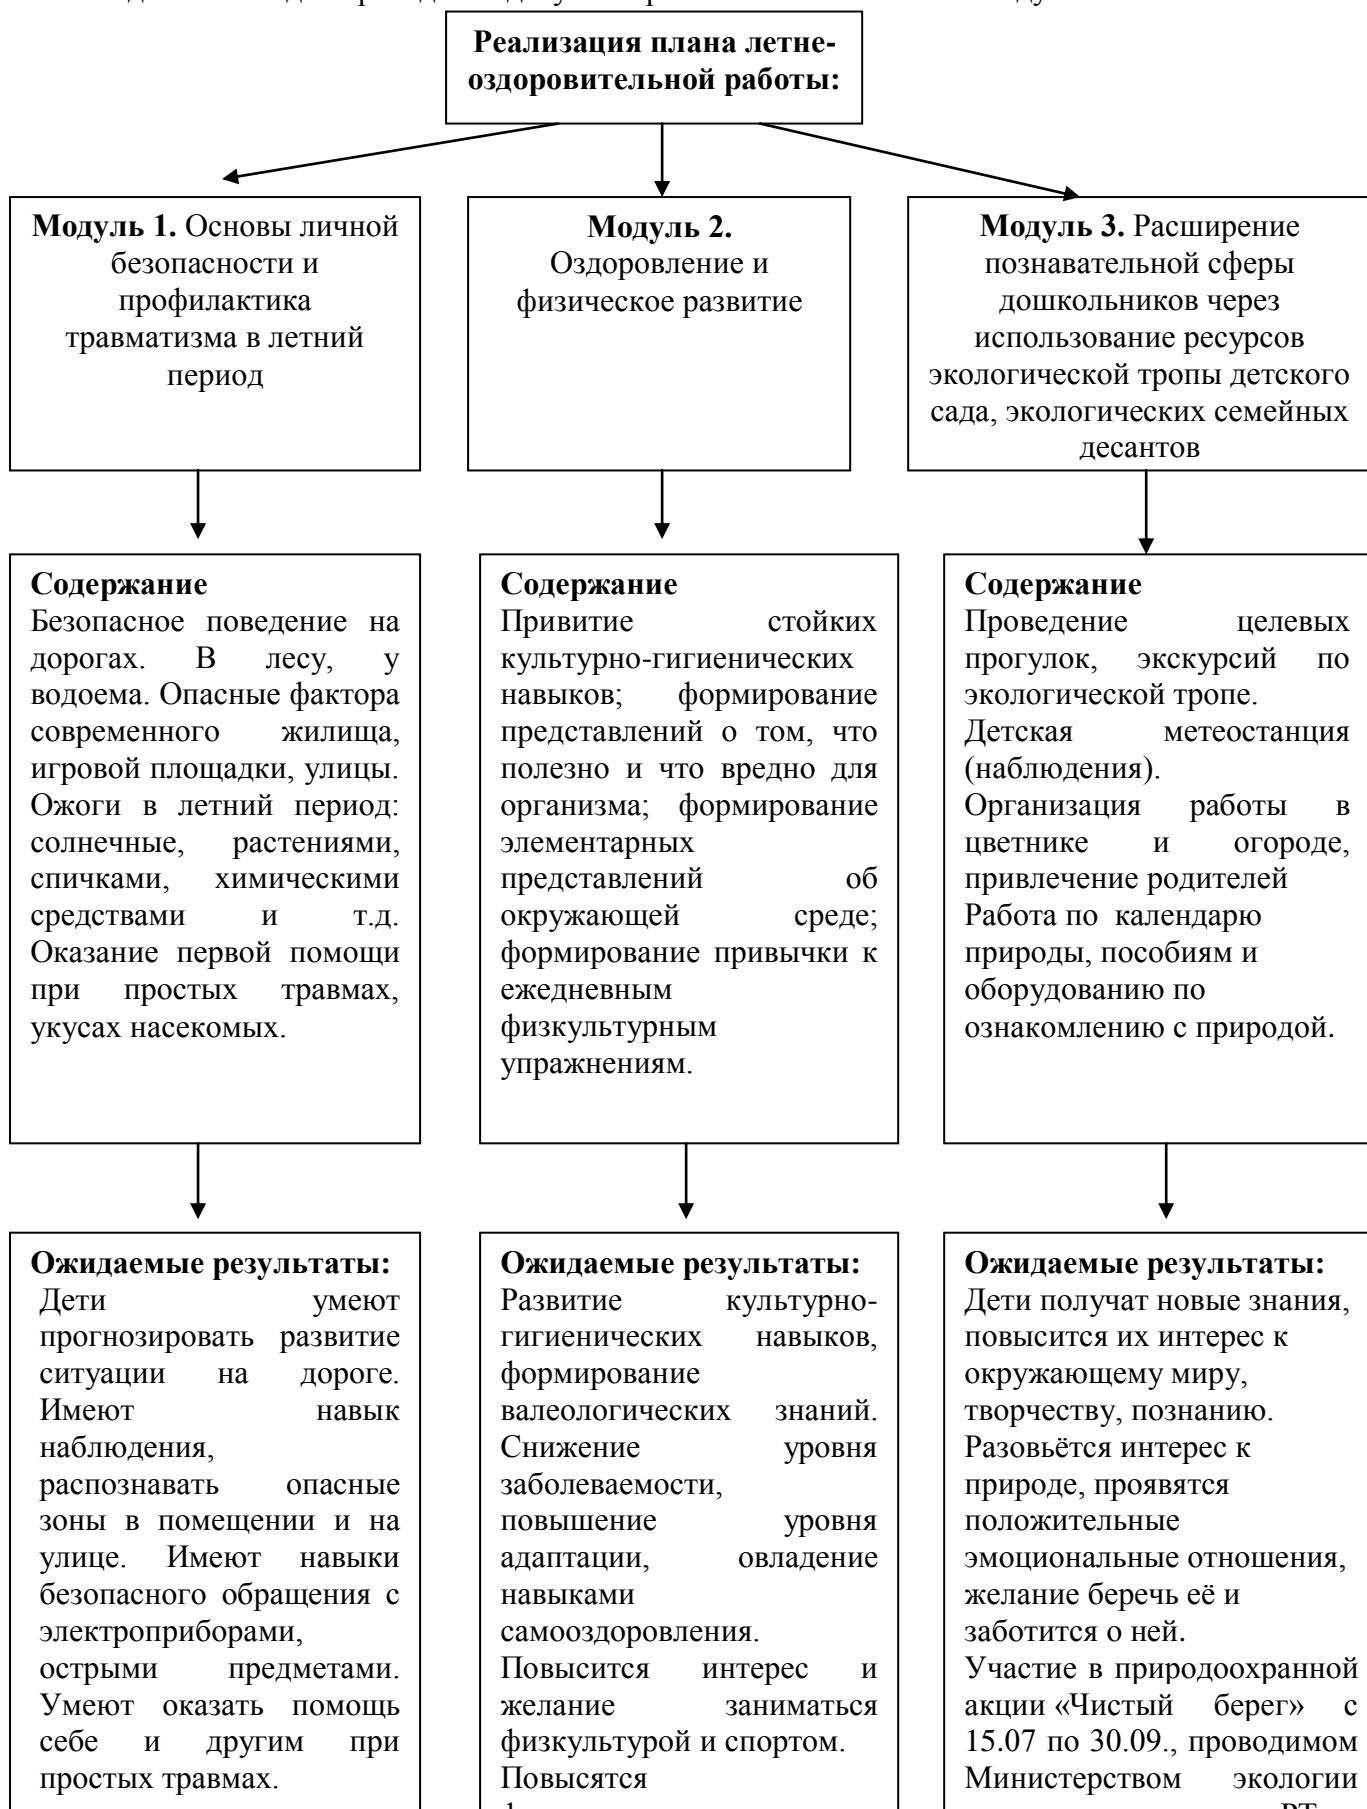 Реализация плана летне-
оздоровительной работы:
Модуль 1. Основы личной
безопасности и
профилактика
травматизма в летний
период
Модуль 2.
Оздоровление и
физическое развитие
Модуль 3. Расширение
познавательной сферы
дошкольников через
использование ресурсов
экологической тропы детского
сада, экологических семейных
десантов
Содержание
Безопасное поведение на
дорогах. В лесу, у
водоема. Опасные фактора
современного жилища,
игровой площадки, улицы.
Ожоги в летний период:
солнечные, растениями,
спичками, химическими
средствами и т.д.
Оказание первой помощи
при простых травмах,
укусах насекомых.
Содержание
Привитие стойких
культурно-гигиенических
навыков; формирование
представлений о том, что
полезно и что вредно для
организма; формирование
элементарных
представлений об
окружающей среде;
формирование привычки к
ежедневным
физкультурным
упражнениям.
Содержание
Проведение целевых
прогулок, экскурсий по
экологической тропе.
Детская метеостанция
(наблюдения).
Организация работы в
цветнике и огороде,
привлечение родителей
Работа по календарю
природы, пособиям и
оборудованию по
ознакомлению с природой.
Ожидаемые результаты:
Дети умеют
прогнозировать развитие
ситуации на дороге.
Имеют навык
наблюдения,
распознавать опасные
зоны в помещении и на
улице. Имеют навыки
безопасного обращения с
электроприборами,
острыми предметами.
Умеют оказать помощь
себе и другим при
простых травмах.
Ожидаемые результаты:
Развитие культурно-
гигиенических навыков,
формирование
валеологических знаний.
Снижение уровня
заболеваемости,
повышение уровня
адаптации, овладение
навыками
самооздоровления.
Повысится интерес и
желание заниматься
физкультурой и спортом.
Повысятся
Ожидаемые результаты:
Дети получат новые знания,
повысится их интерес к
окружающему миру,
творчеству, познанию.
Разовьётся интерес к
природе, проявятся
положительные
эмоциональные отношения,
желание беречь её и
заботится о ней.
Участие в природоохранной
акции «Чистый берег» с
15.07 по 30.09., проводимом
Министерством экологии